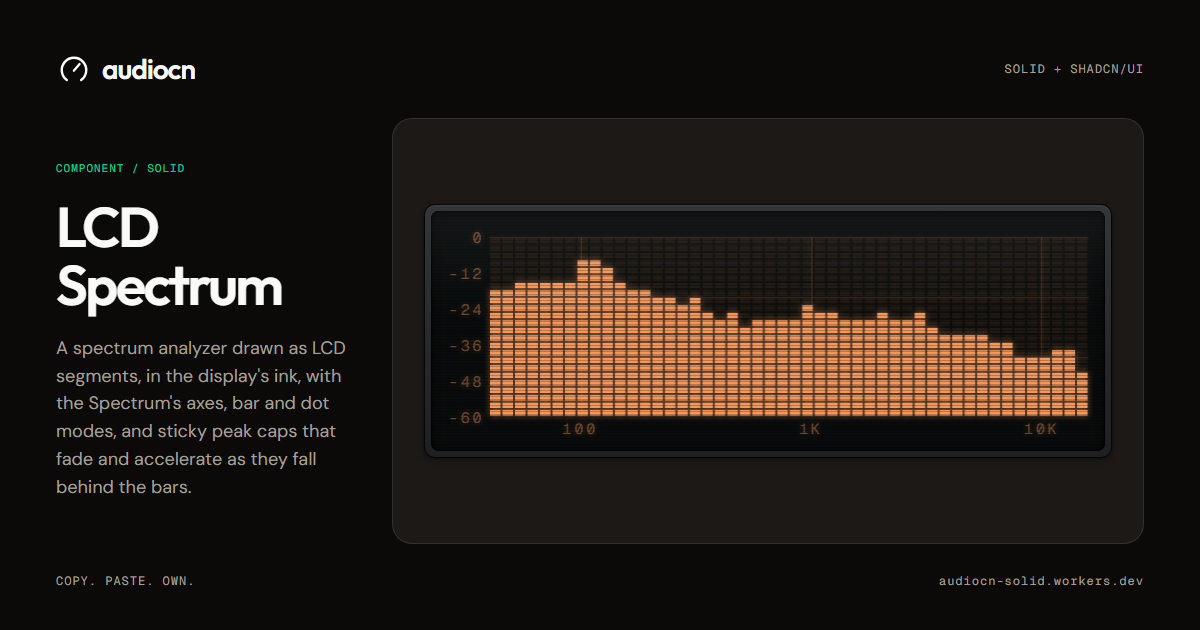 audiocn
SOLID + SHADCN/UI
COMPONENT / SOLID
LCD
Spectrum
A spectrum analyzer drawn as LCD
segments, in the display's ink, with
the Spectrum's axes, bar and dot
modes, and sticky peak caps that
fade and accelerate as they fall
behind the bars.
0
-12
-24
-36
-48
-60
100
1K
10K
COPY. PASTE. OWN.
audiocn-solid.workers.dev